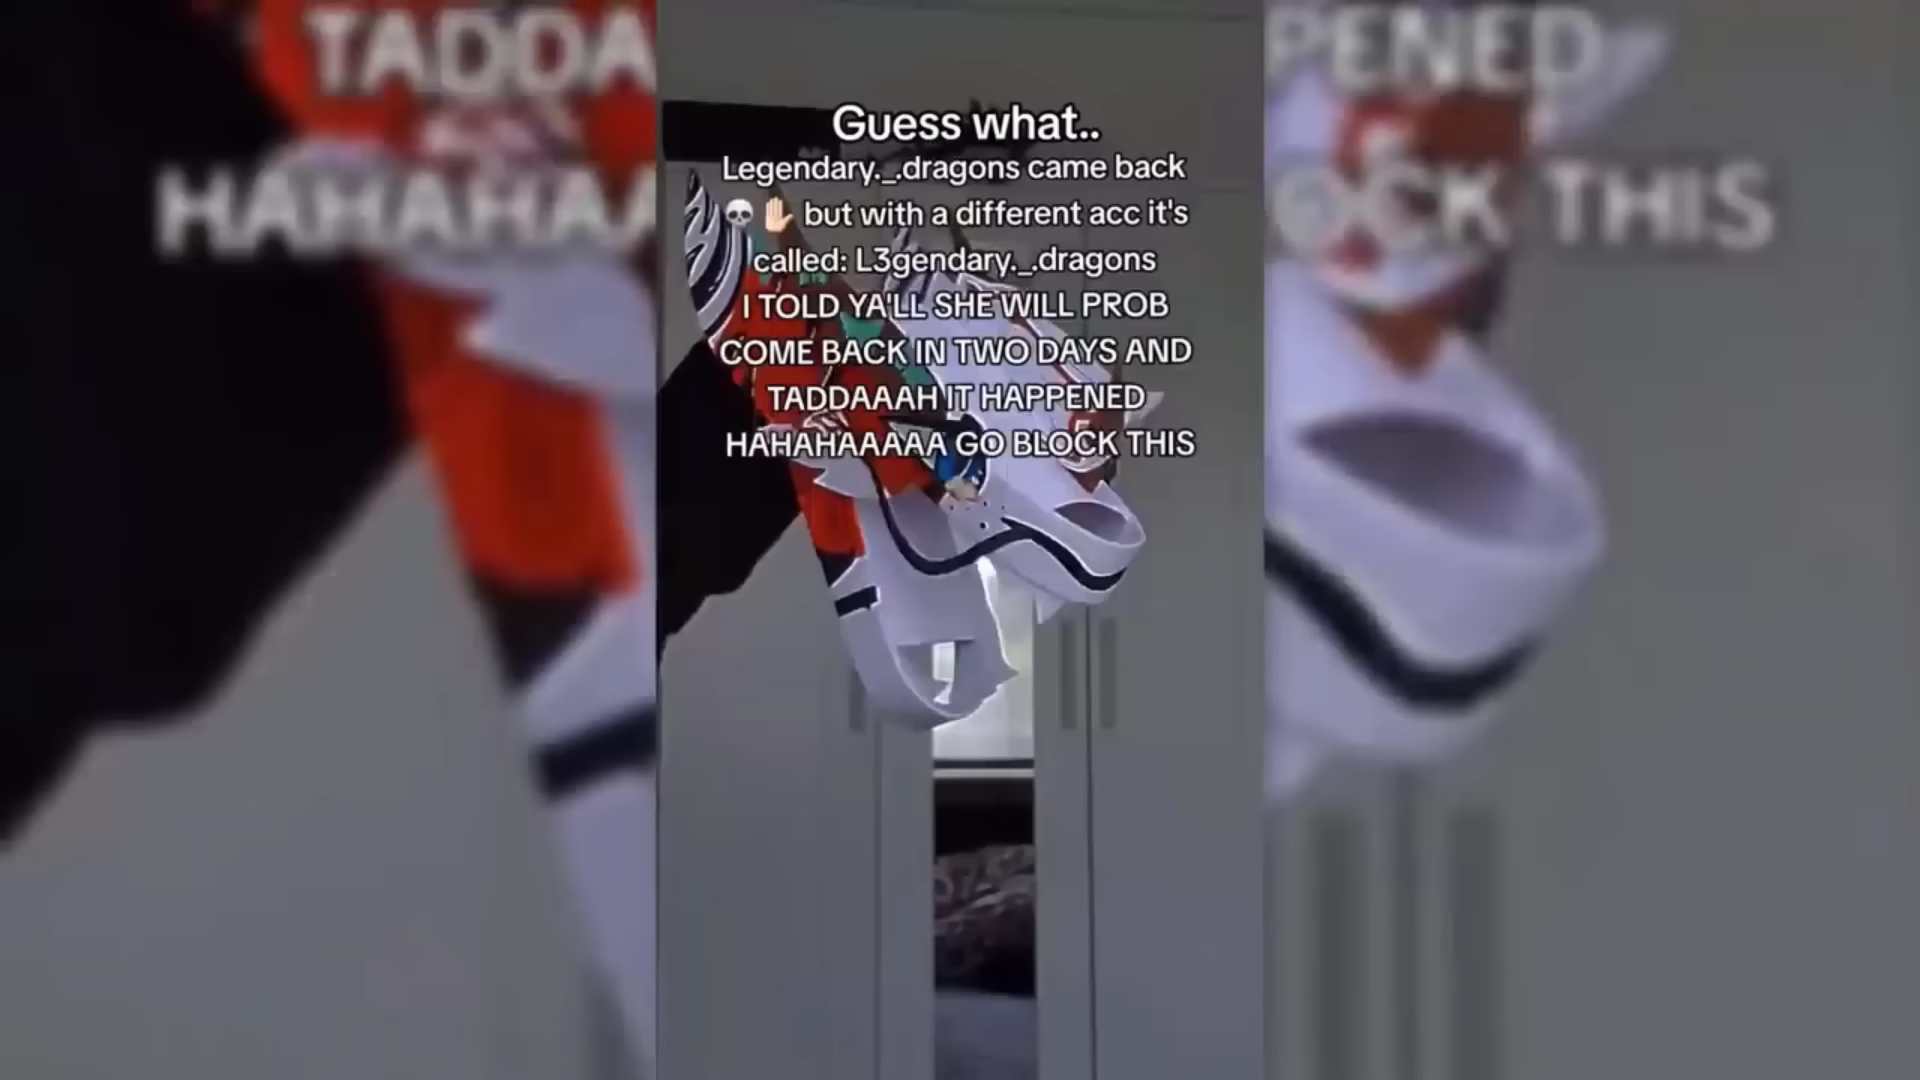 Guess what..
Legendary._.dragons came back
💀✋🏻 but with a different acc it's
called: L3gendary._.dragons
I TOLD YA'LL SHE WILL PROB
COME BACK IN TWO DAYS AND
TADDAAAH IT HAPPENED
HAHAHAAAAA GO BLOCK THIS